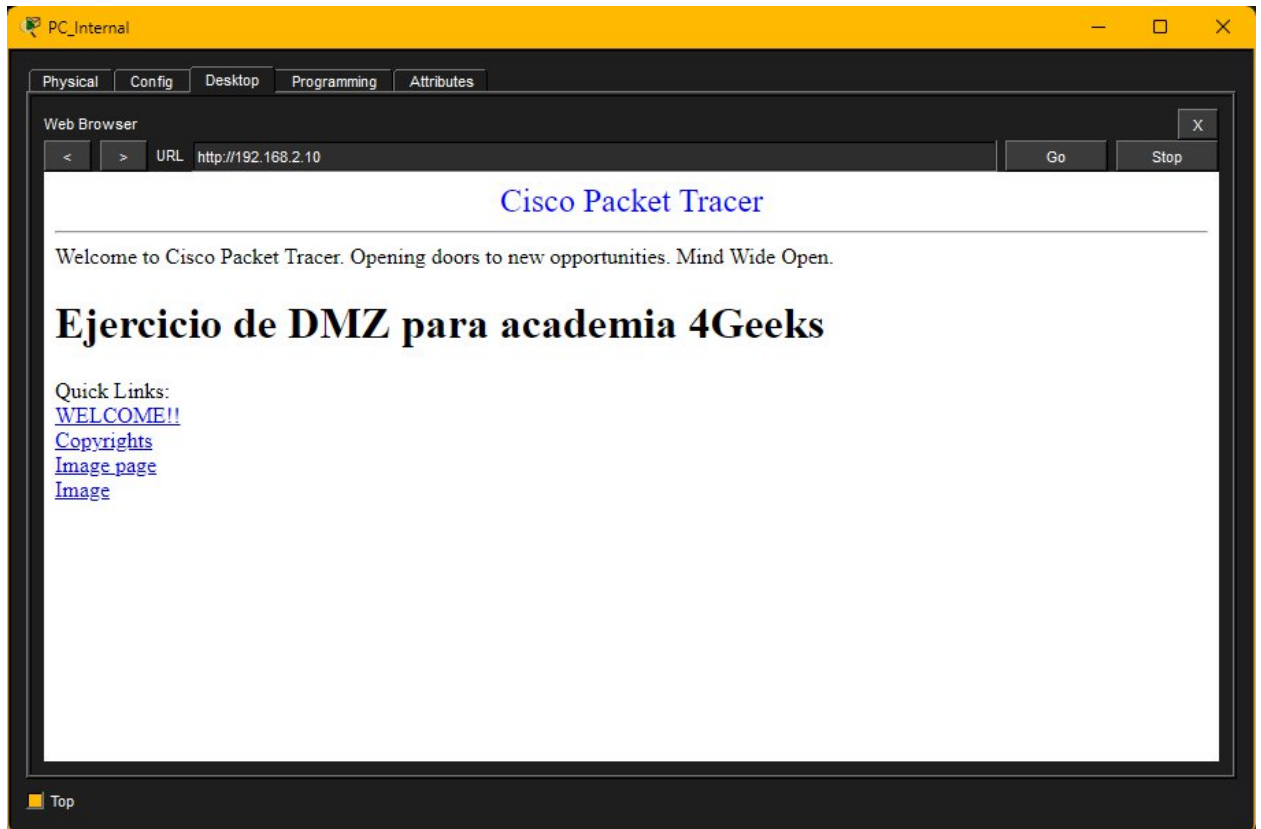 PC_Internal
Physical Config Desktop Programming Attributes
Web Browser X
< > URL http://192.168.2.10 Go Stop
Cisco Packet Tracer
Welcome to Cisco Packet Tracer. Opening doors to new opportunities. Mind Wide Open.
Ejercicio de DMZ para academia 4Geeks
Quick Links:
WELCOME!!
Copyrights
Image page
Image
Top